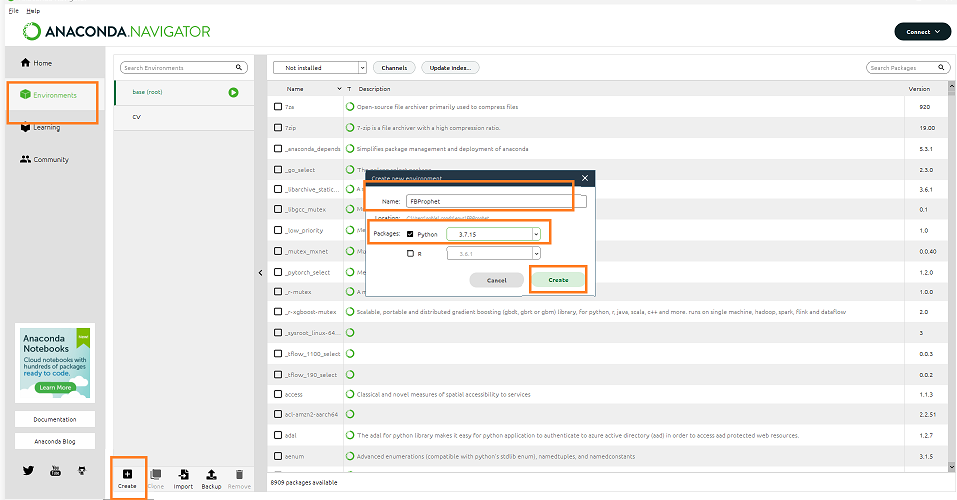 File Help
ANACONDA.NAVIGATOR
Connect
Home
Environments
Learning
Community
Anaconda Notebooks
Cloud notebooks with hundreds of packages ready to code.
Learn More
Documentation
Anaconda Blog
Search Environments
base (root)
CV
Create
Clone
Import
Backup
Remove
Not installed
Channels
Update index...
Search Packages
Name T Description Version
7za Open-source file archiver primarily used to compress files 920
7zip 7-zip is a file archiver with a high compression ratio. 19.00
_anaconda_depends Simplifies package management and deployment of anaconda 5.3.1
_go_select 2.3.0
_libarchive_static... 3.6.1
_libgcc_mutex 0.1
_low_priority 1.0
_mutex_mxnet 0.0.40
_pytorch_select 1.2.0
_r-mutex 1.0.0
_r-xgboost-mutex Scalable, portable and distributed gradient boosting (gbdt, gbrt or gbm) library, for python, r, java, scala, c++ and more. runs on single machine, hadoop, spark, flink and dataflow 2.0
_sysroot_linux-64... 3
_tflow_1100_select 0.0.3
_tflow_190_select 0.0.2
access Classical and novel measures of spatial accessibility to services 1.1.3
acl-amzn2-aarch64 2.2.51
adal The adal for python library makes it easy for python application to authenticate to azure active directory (aad) in order to access aad protected web resources. 1.2.7
aenum Advanced enumerations (compatible with python's stdlib enum), namedtuples, and namedconstants 3.1.5
8909 packages available
Create new environment
Name: FBProphet
Location:
Packages: Python 3.7.15
R 3.6.1
Cancel
Create